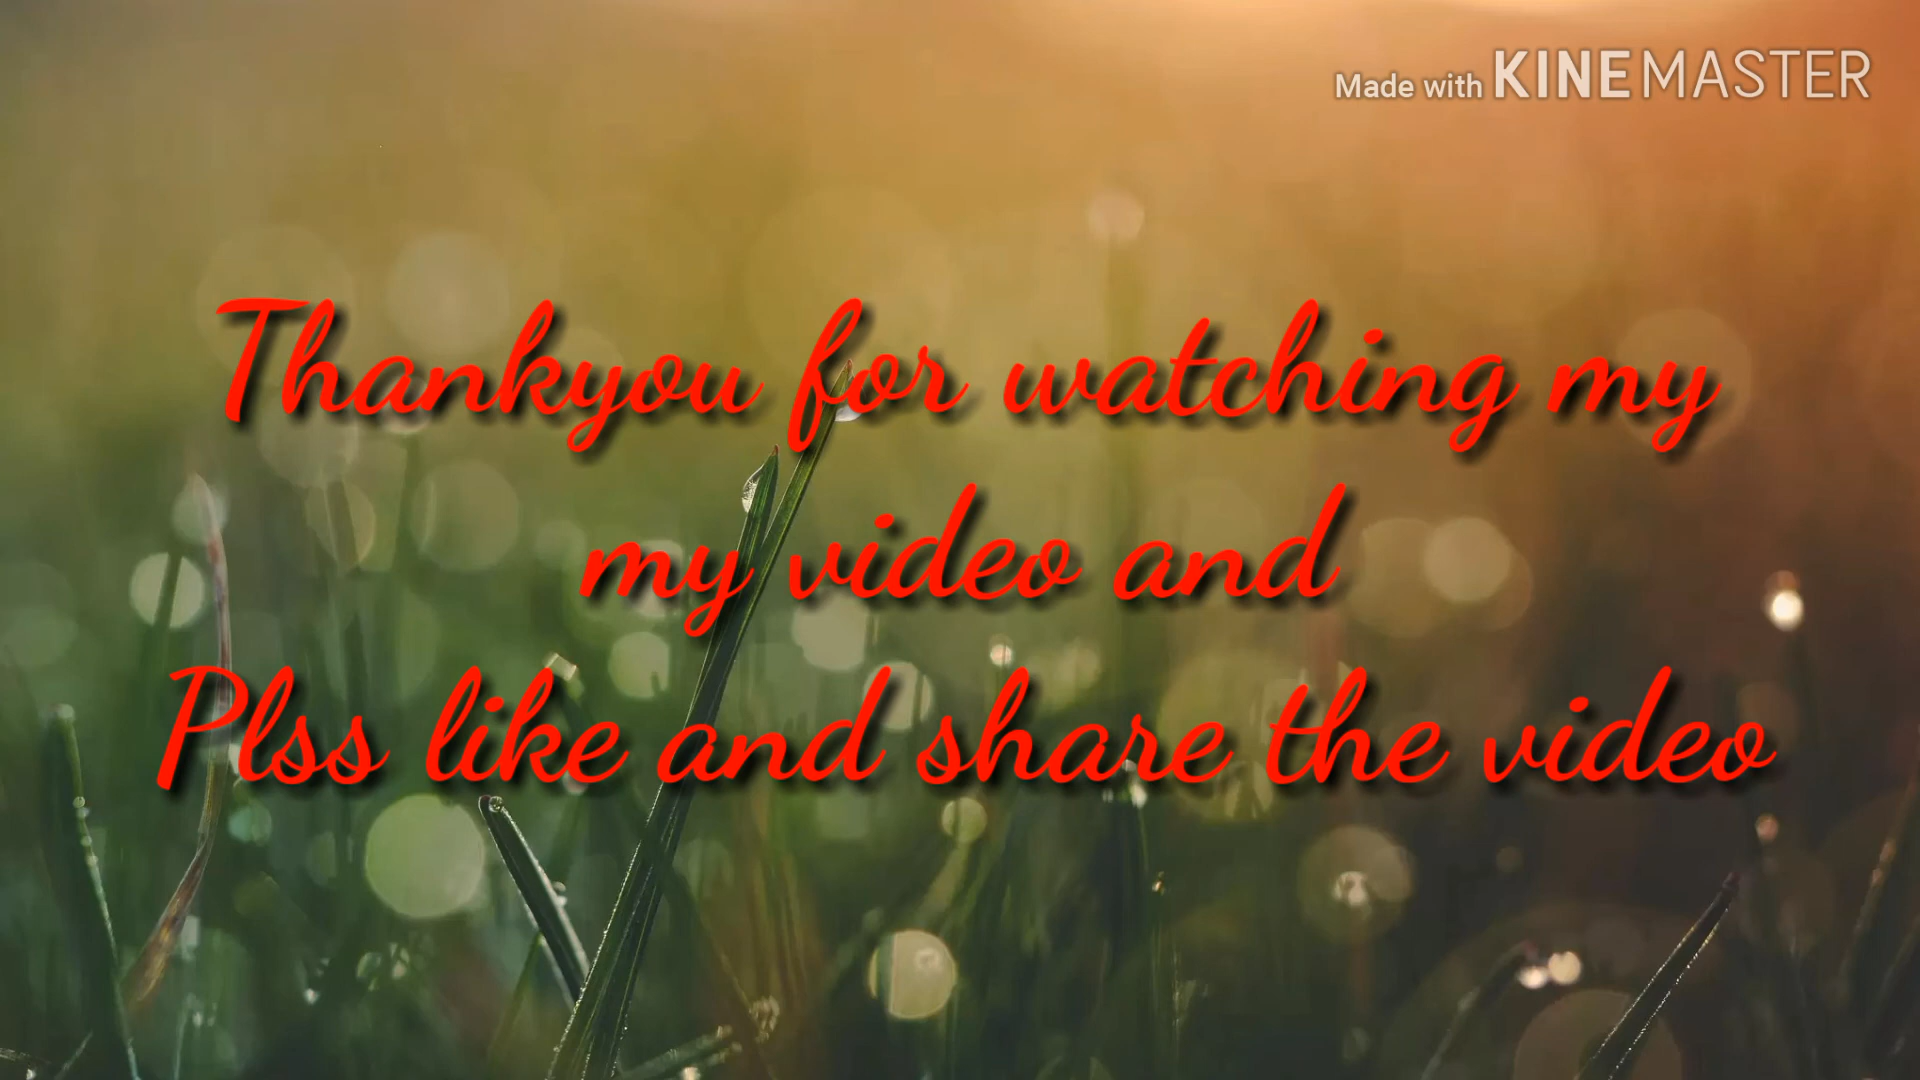 Made with KINEMASTER
Thankyou for watching my
my video and
Plss like and share the video